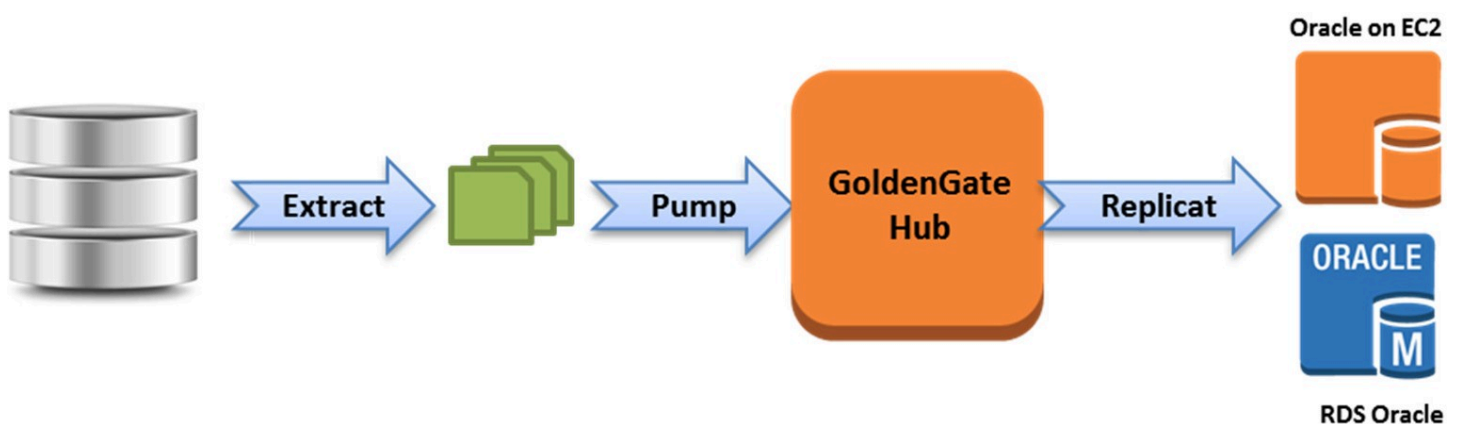 Oracle on EC2
Extract
Pump
GoldenGate
Hub
Replicat
ORACLE
M
RDS Oracle